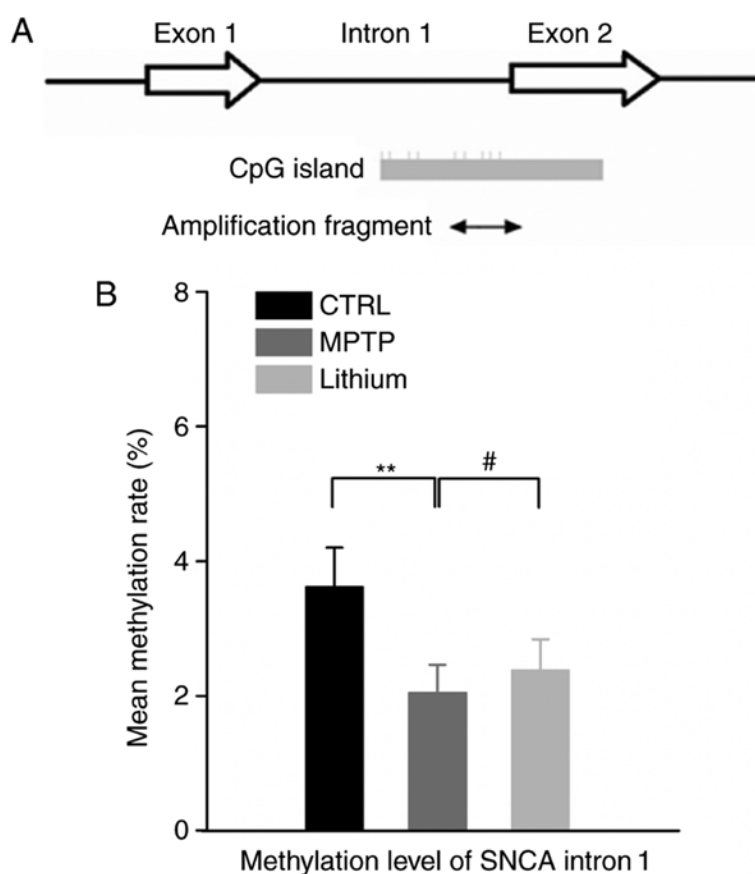 A
Exon 1 Intron 1 Exon 2
CpG island
Amplification fragment
B
8
6
4
2
0
Mean methylation rate (%)
CTRL
MPTP
Lithium
** #
Methylation level of SNCA intron 1